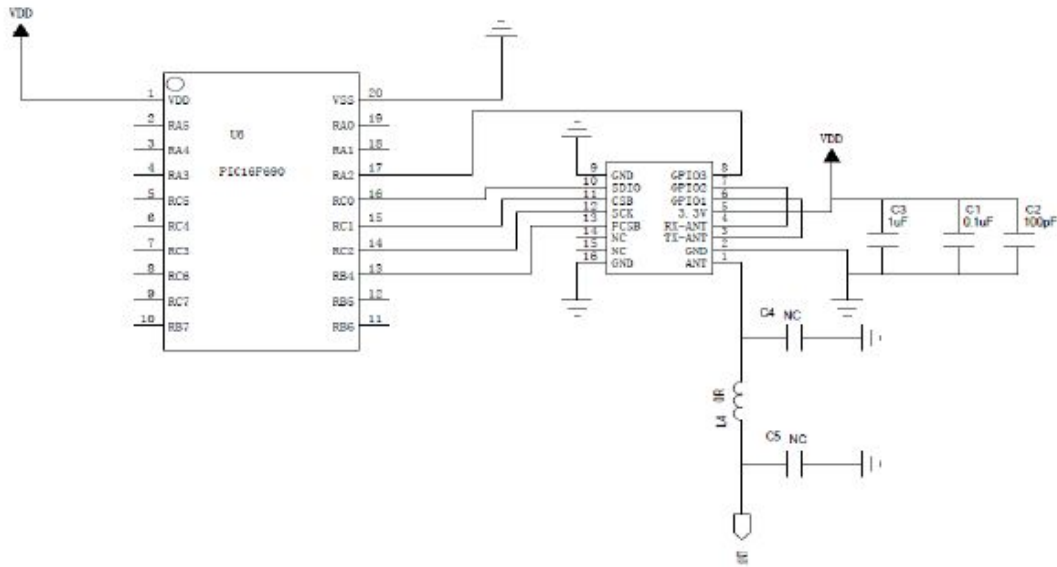 VDD
1 VDD VSS 20
2 RA5 RA0 19
3 RA4 U6 RA1 18
4 RA3 PIC16F690 RA2 17
5 RC5 RC0 16
6 RC4 RC1 15
7 RC3 RC2 14
8 RC6 RB4 13
9 RC7 RB5 12
10 RB7 RB6 11
VDD
9 GND GPIO3 8
10 SDIO GPIO2 7
11 CSB GPIO1 6
12 SCK 3.3V 5
13 FCSB RX-ANT 4
14 NC TX-ANT 3
15 NC GND 2
16 GND ANT 1
C3
1uF
C1
0.1uF
C2
100pF
C4 NC
L4 0R
C5 NC